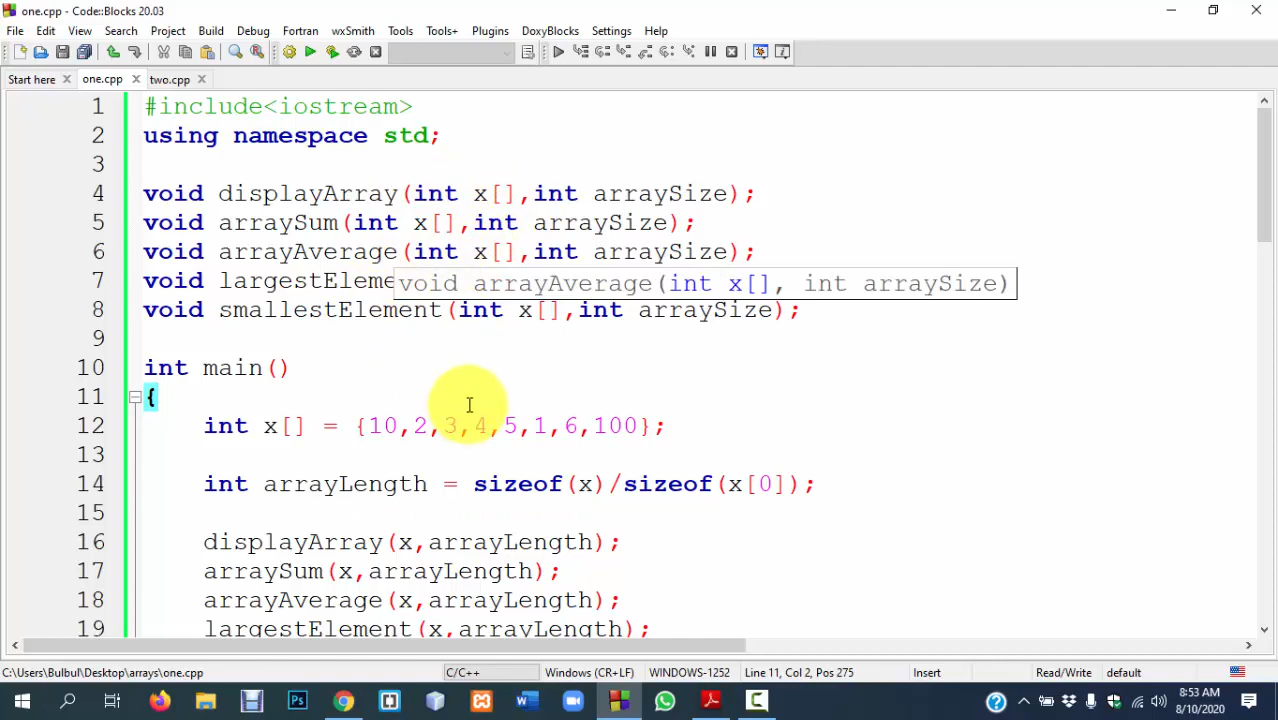 one.cpp - Code::Blocks 20.03
File Edit View Search Project Build Debug Fortran wxSmith Tools Tools+ Plugins DoxyBlocks Settings Help
Start here one.cpp two.cpp
1 #include<iostream>
2 using namespace std;
3
4 void displayArray(int x[],int arraySize);
5 void arraySum(int x[],int arraySize);
6 void arrayAverage(int x[],int arraySize);
7 void largestEleme
void arrayAverage(int x[], int arraySize)
8 void smallestElement(int x[],int arraySize);
9
10 int main()
11 {
12 int x[] = {10,2,3,4,5,1,6,100};
13
14 int arrayLength = sizeof(x)/sizeof(x[0]);
15
16 displayArray(x,arrayLength);
17 arraySum(x,arrayLength);
18 arrayAverage(x,arrayLength);
19 largestElement(x,arrayLength);
C:\Users\Bulbul\Desktop\arrays\one.cpp C/C++ Windows (CR+LF) WINDOWS-1252 Line 11, Col 2, Pos 275 Insert Read/Write default
8:53 AM
8/10/2020